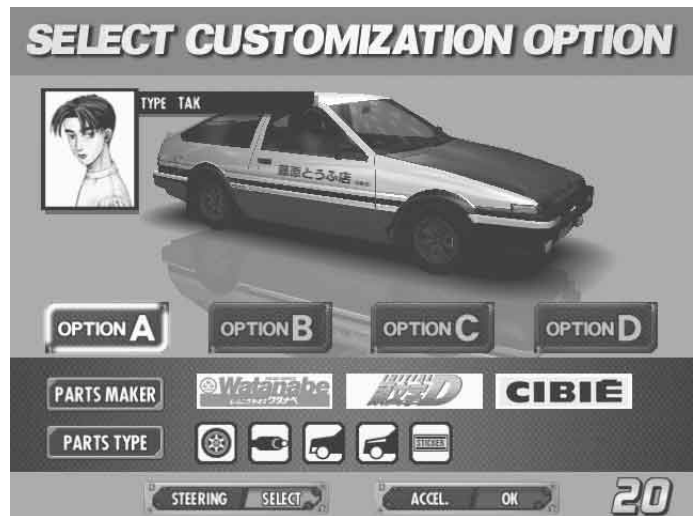 SELECT CUSTOMIZATION OPTION
TYPE TAK
藤原とうふ店
OPTION A
OPTION B
OPTION C
OPTION D
PARTS MAKER
Watanabe
CIBIÉ
PARTS TYPE
STICKER
STEERING SELECT
ACCEL. OK
20